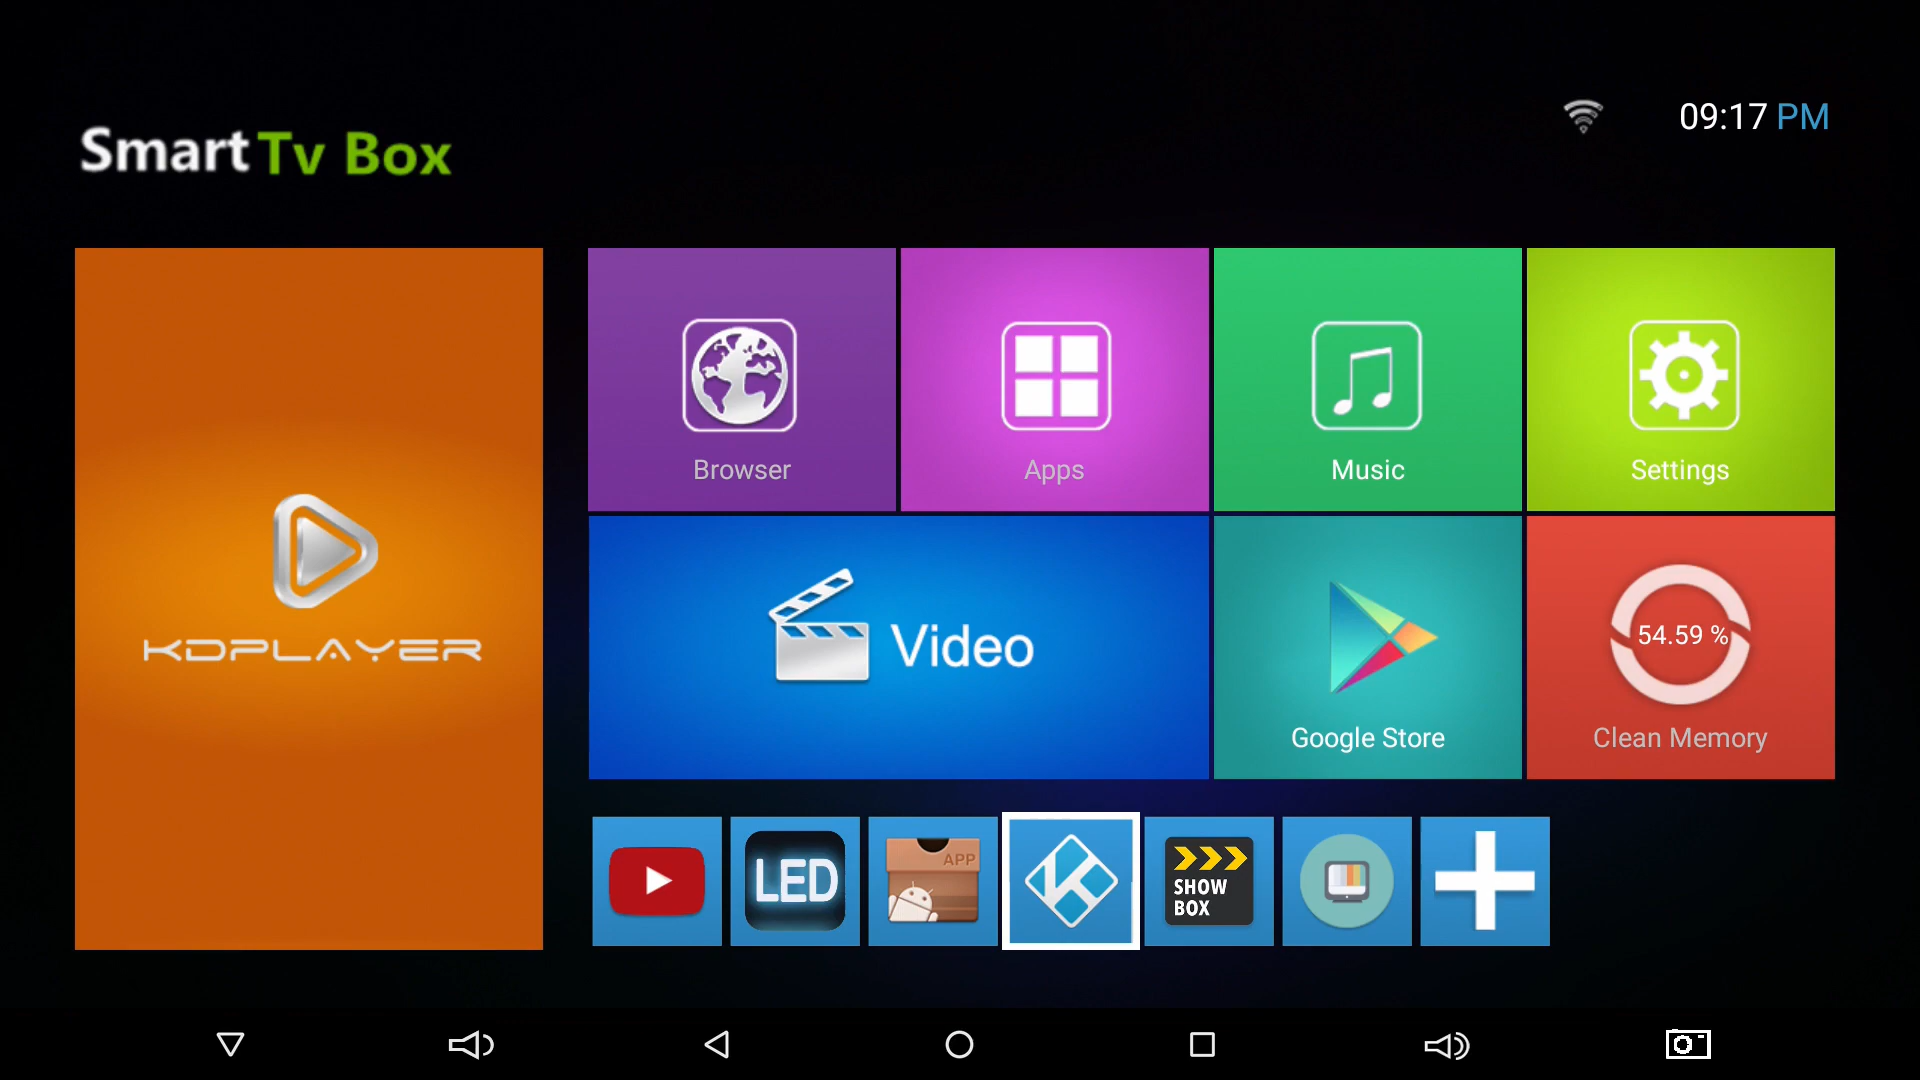 09:17 PM
Smart Tv Box
Browser
Apps
Music
Settings
KDPLAYER
Video
54.59 %
Google Store
Clean Memory
LED
APP
SHOW
BOX